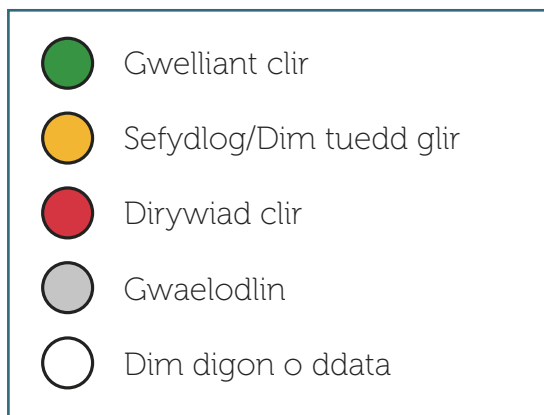 Gwelliant clir
Sefydlog/Dim tuedd glir
Dirywiad clir
Gwaelodlin
Dim digon o ddata